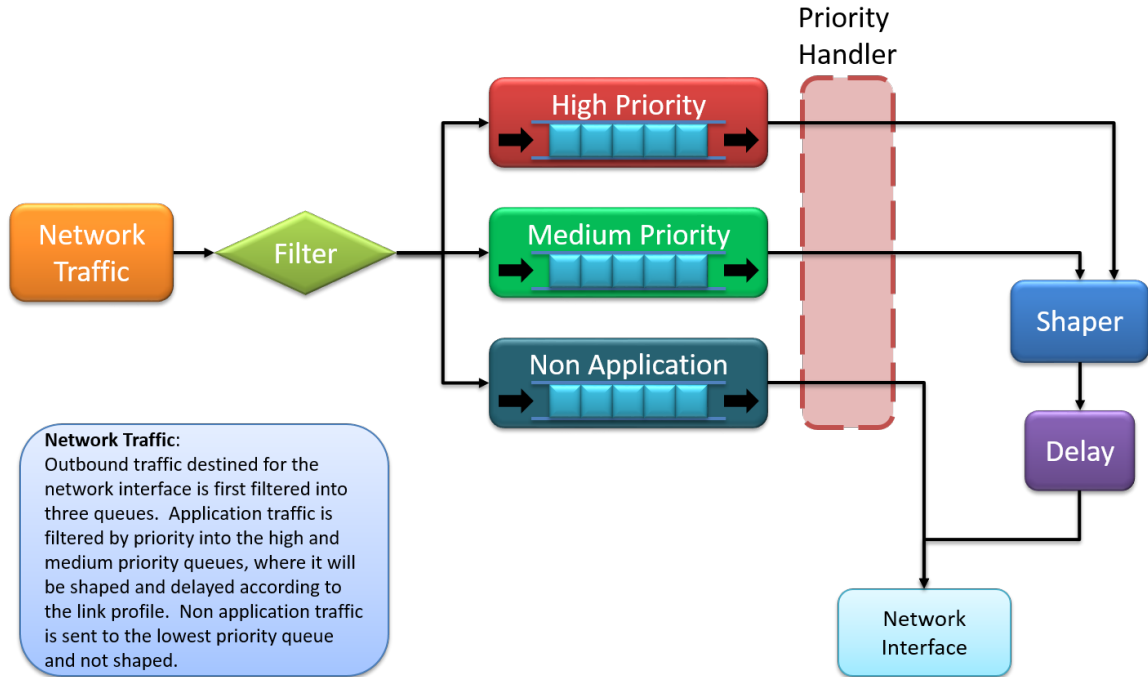 Priority
Handler
High Priority
Network
Traffic
Filter
Medium Priority
Shaper
Non Application
Delay
Network Traffic:
Outbound traffic destined for the
network interface is first filtered into
three queues.  Application traffic is
filtered by priority into the high and
medium priority queues, where it will
be shaped and delayed according to
the link profile.  Non application traffic
is sent to the lowest priority queue
and not shaped.
Network
Interface